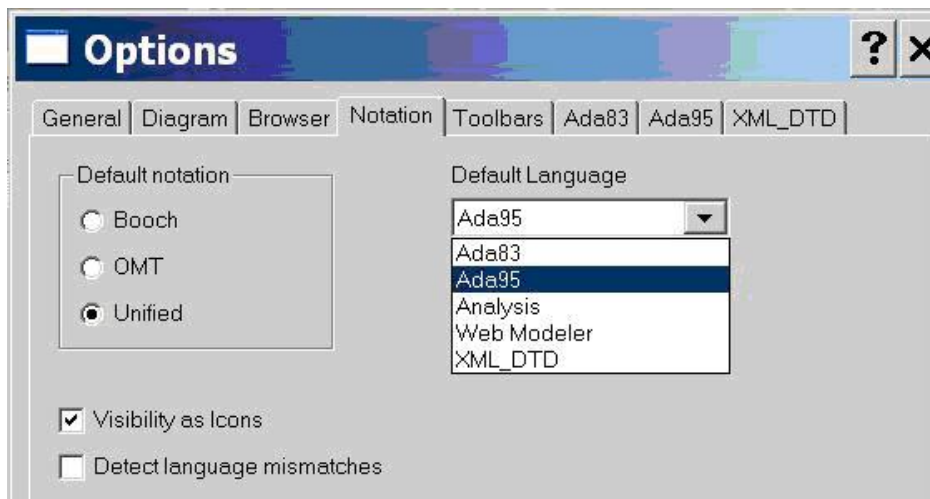 Options
General Diagram Browser Notation Toolbars Ada83 Ada95 XML_DTD
Default notation
Booch
OMT
Unified
Default Language
Ada95
Ada83
Ada95
Analysis
Web Modeler
XML_DTD
Visibility as Icons
Detect language mismatches